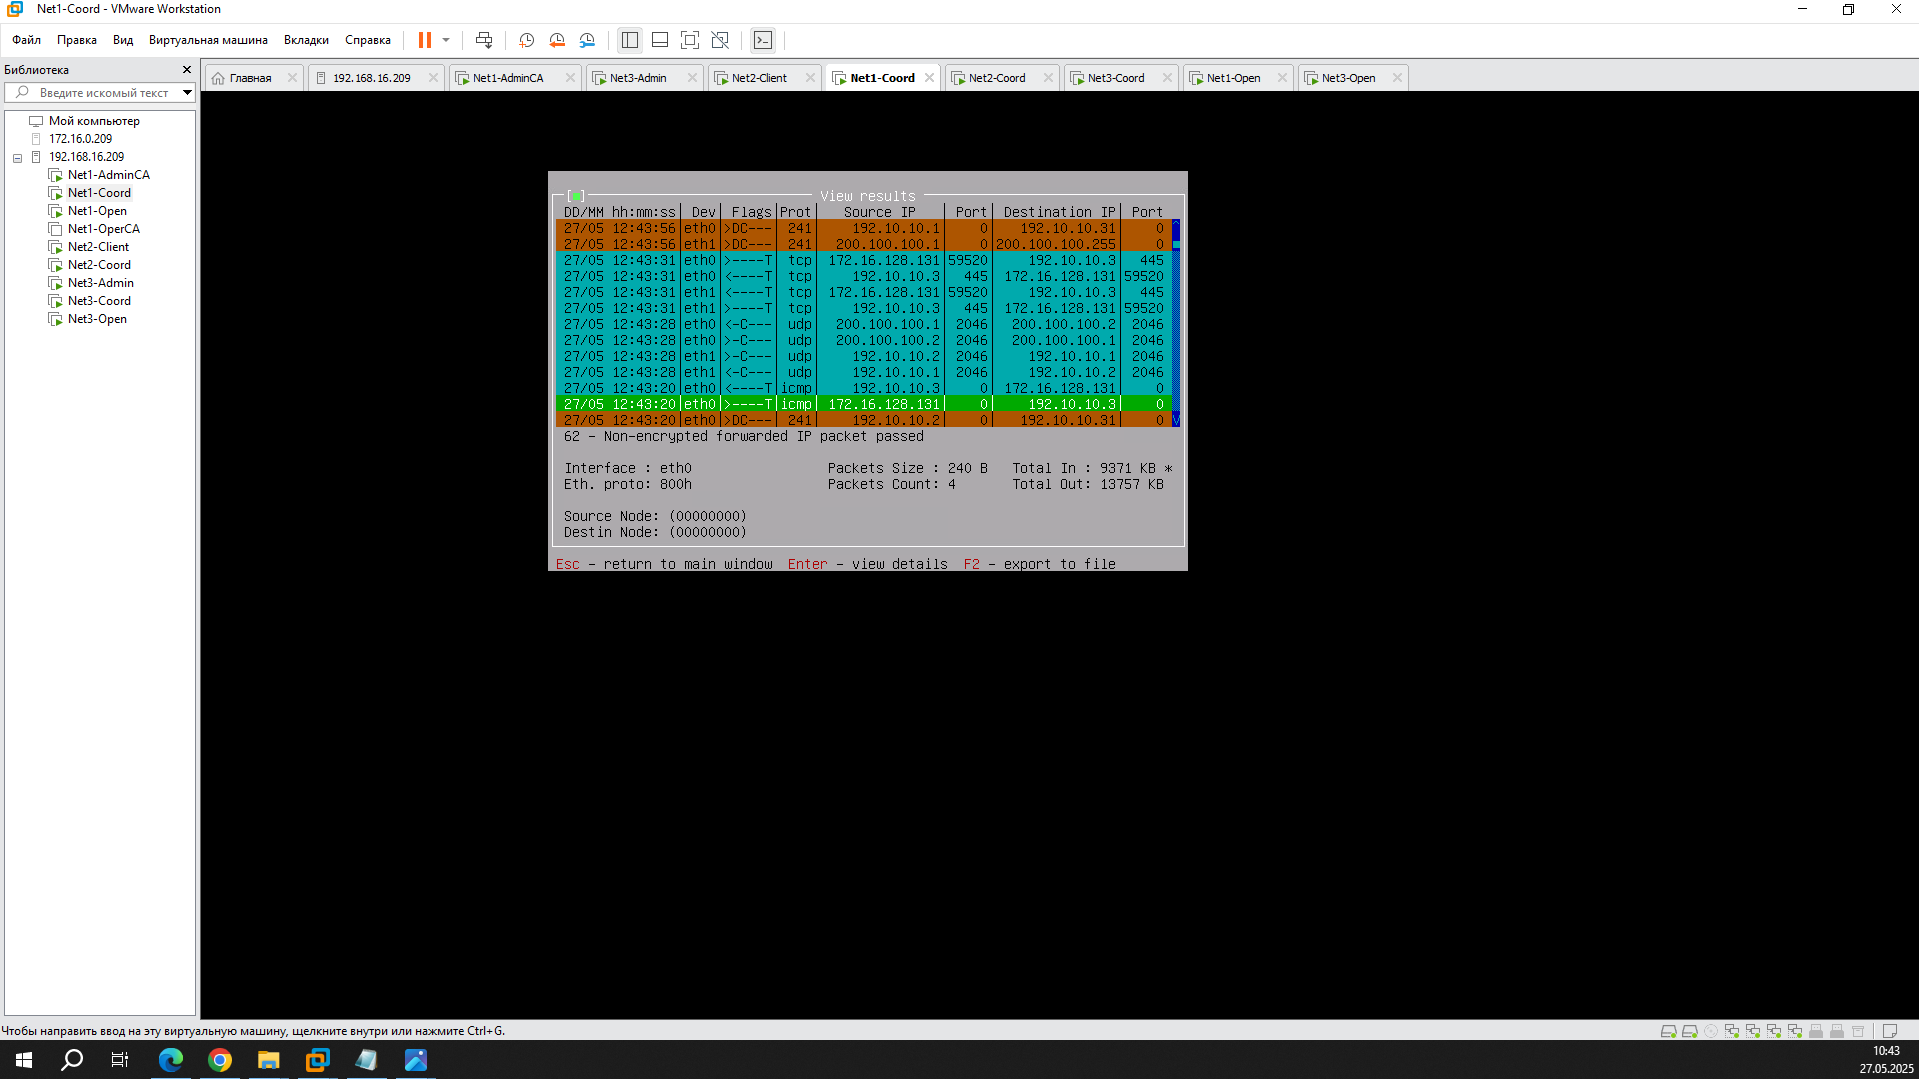 Net1-Coord - VMware Workstation
Файл Правка Вид Виртуальная машина Вкладки Справка
Библиотека
Введите искомый текст
Мой компьютер
172.16.0.209
192.168.16.209
Net1-AdminCA
Net1-Coord
Net1-Open
Net1-OperCA
Net2-Client
Net2-Coord
Net3-Admin
Net3-Coord
Net3-Open
Главная 192.168.16.209 Net1-AdminCA Net3-Admin Net2-Client Net1-Coord Net2-Coord Net3-Coord Net1-Open Net3-Open
View results
DD/MM hh:mm:ss Dev Flags Prot Source IP Port Destination IP Port
27/05 12:43:56 eth0 >DC--- 241 192.10.10.1 0 192.10.10.31 0
27/05 12:43:56 eth1 >DC--- 241 200.100.100.1 0 200.100.100.255 0
27/05 12:43:31 eth0 >----T tcp 172.16.128.131 59520 192.10.10.3 445
27/05 12:43:31 eth0 <----T tcp 192.10.10.3 445 172.16.128.131 59520
27/05 12:43:31 eth1 <----T tcp 172.16.128.131 59520 192.10.10.3 445
27/05 12:43:31 eth1 >----T tcp 192.10.10.3 445 172.16.128.131 59520
27/05 12:43:28 eth0 <-C--- udp 200.100.100.1 2046 200.100.100.2 2046
27/05 12:43:28 eth0 >-C--- udp 200.100.100.2 2046 200.100.100.1 2046
27/05 12:43:28 eth1 >-C--- udp 192.10.10.2 2046 192.10.10.1 2046
27/05 12:43:28 eth1 <-C--- udp 192.10.10.1 2046 192.10.10.2 2046
27/05 12:43:20 eth0 <----T icmp 192.10.10.3 0 172.16.128.131 0
27/05 12:43:20 eth0 >----T icmp 172.16.128.131 0 192.10.10.3 0
27/05 12:43:20 eth0 >DC--- 241 192.10.10.2 0 192.10.10.31 0
62 - Non-encrypted forwarded IP packet passed
Interface : eth0 Packets Size : 240 B Total In : 9371 KB *
Eth. proto: 800h Packets Count: 4 Total Out: 13757 KB
Source Node: (00000000)
Destin Node: (00000000)
Esc - return to main window Enter - view details F2 - export to file
Чтобы направить ввод на эту виртуальную машину, щелкните внутри или нажмите Ctrl+G.
10:43
27.05.2025